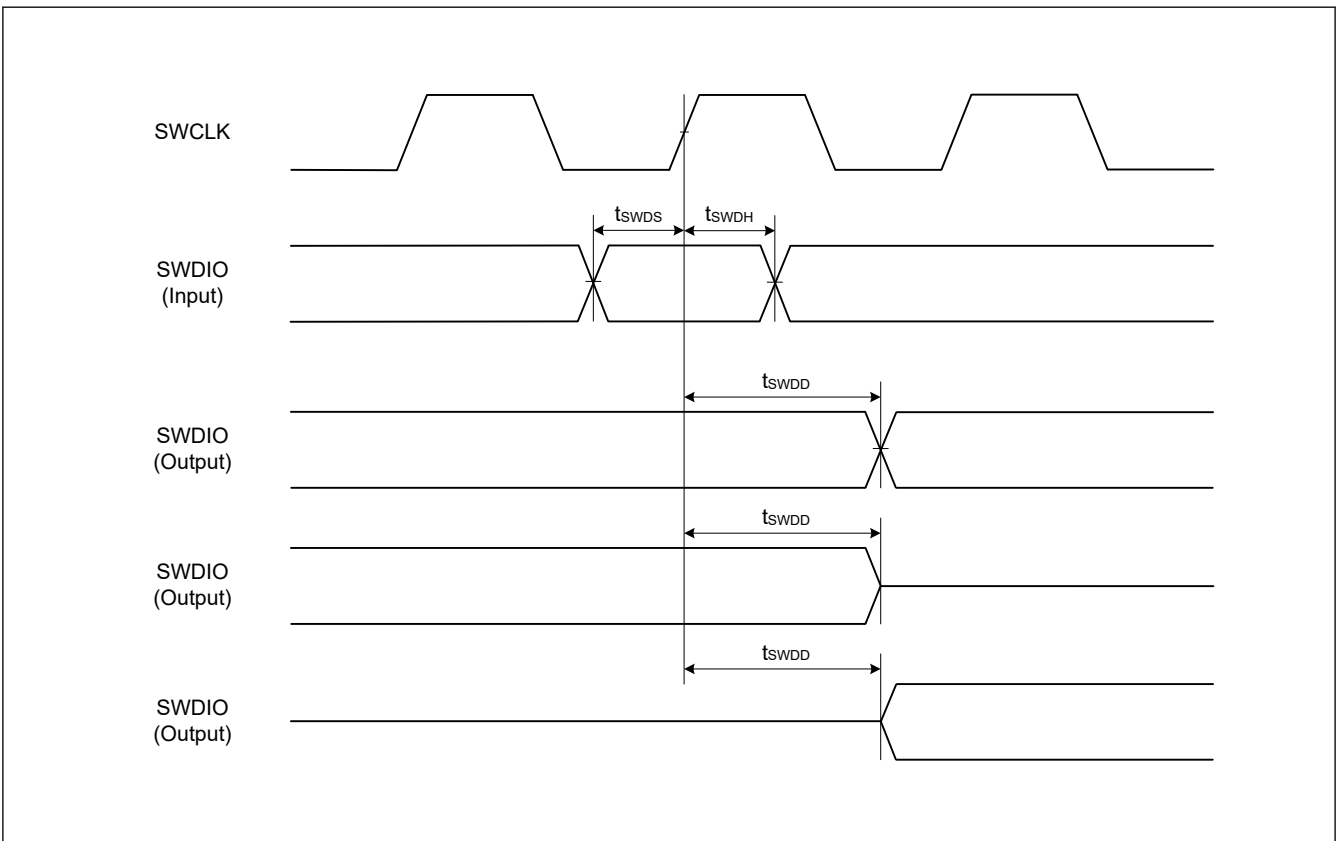 SWCLK
tSWDS
tSWDH
SWDIO
(Input)
tSWDD
SWDIO
(Output)
tSWDD
SWDIO
(Output)
tSWDD
SWDIO
(Output)